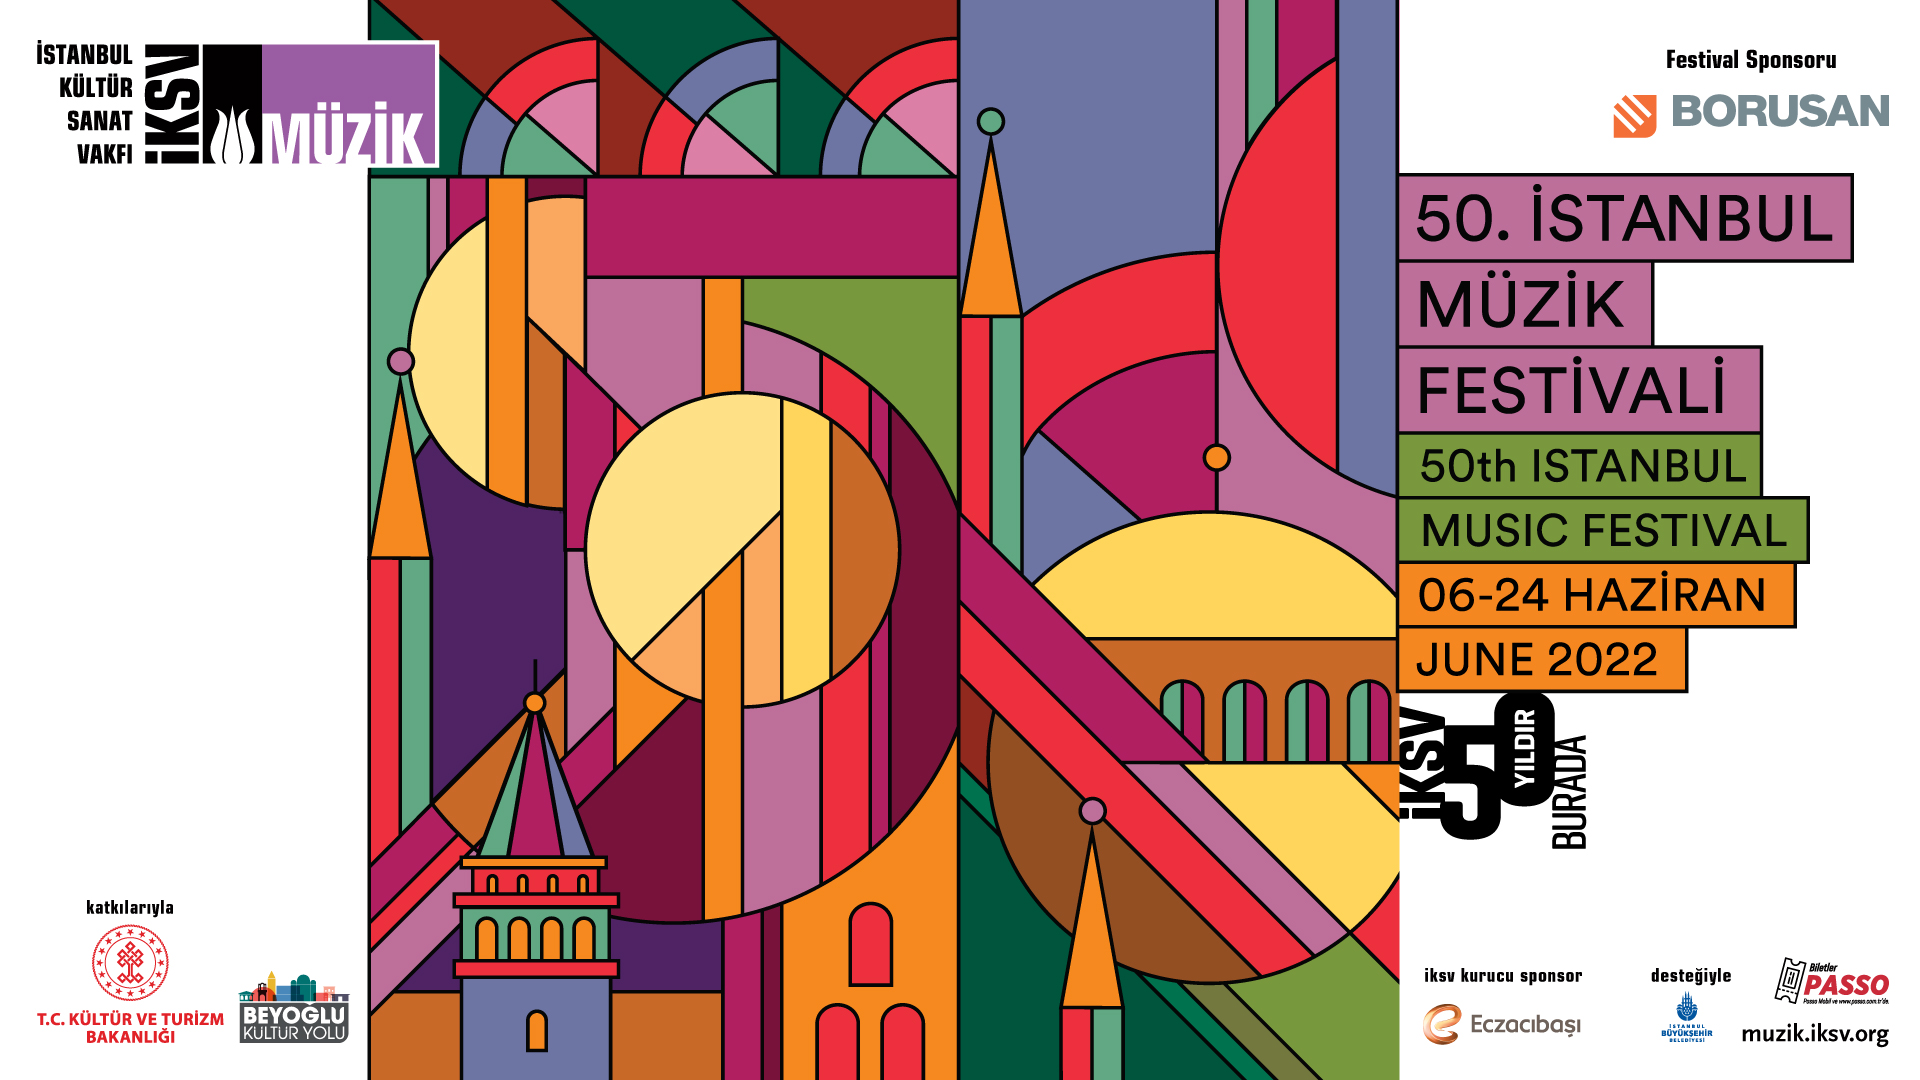 İSTANBUL
KÜLTÜR
SANAT
VAKFI
iKSV
MÜZİK
Festival Sponsoru
BORUSAN
50. İSTANBUL
MÜZİK
FESTİVALİ
50th ISTANBUL
MUSIC FESTIVAL
06-24 HAZİRAN
JUNE 2022
iKSV
50
YILDIR
BURADA
katkılarıyla
T.C. KÜLTÜR VE TURİZM
BAKANLIĞI
BEYOĞLU
KÜLTÜR YOLU
iksv kurucu sponsor
Eczacıbaşı
desteğiyle
İSTANBUL
BÜYÜKŞEHİR
BELEDİYESİ
Biletler
PASSO
Passo Mobil ve www.passo.com.tr'de.
muzik.iksv.org